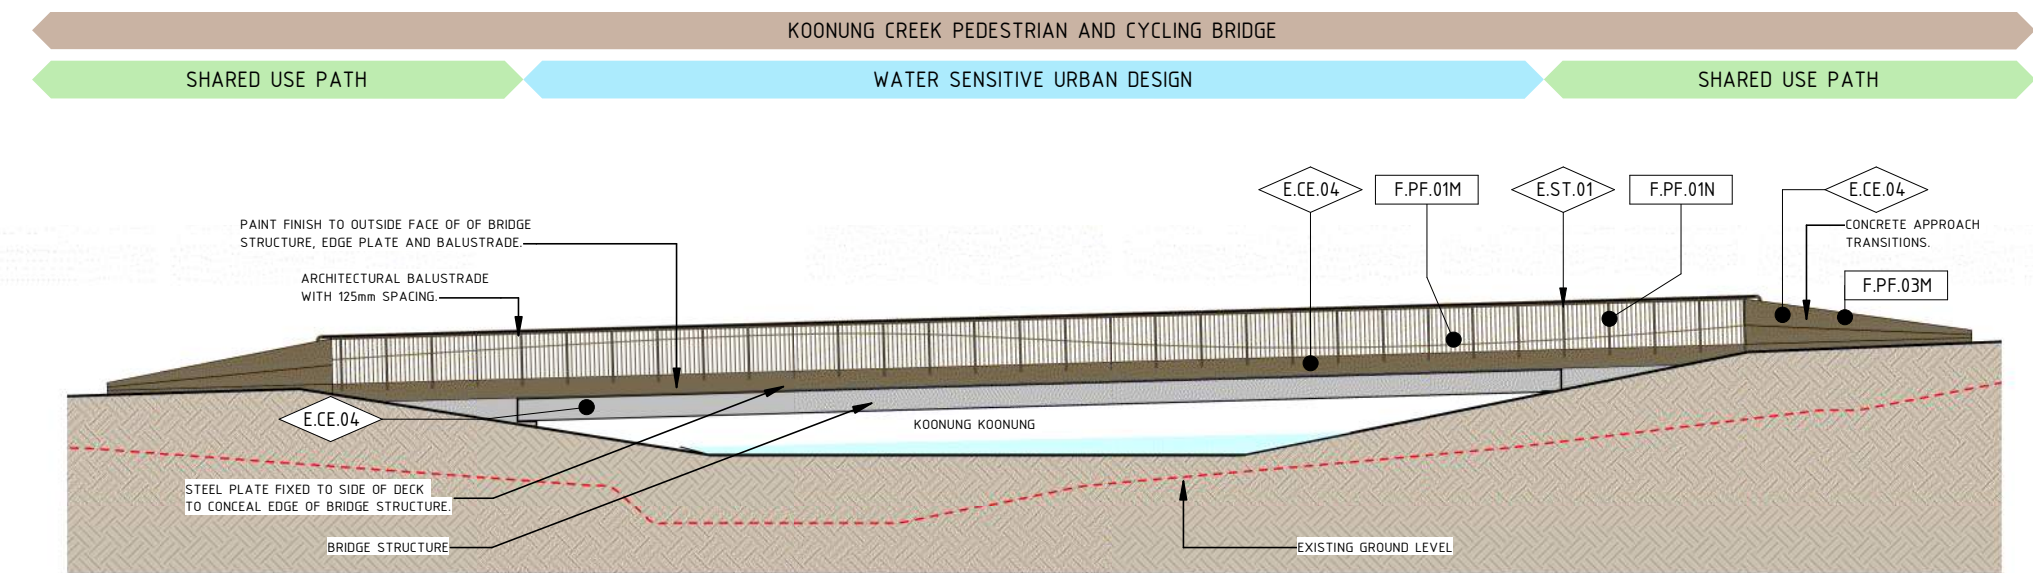 KOONUNG CREEK PEDESTRIAN AND CYCLING BRIDGE
SHARED USE PATH
WATER SENSITIVE URBAN DESIGN
SHARED USE PATH
E.CE.04
F.PF.01M
E.ST.01
F.PF.01N
E.CE.04
PAINT FINISH TO OUTSIDE FACE OF OF BRIDGE
STRUCTURE, EDGE PLATE AND BALUSTRADE.
CONCRETE APPROACH
TRANSITIONS.
ARCHITECTURAL BALUSTRADE
WITH 125mm SPACING.
F.PF.03M
E.CE.04
KOONUNG KOONUNG
STEEL PLATE FIXED TO SIDE OF DECK
TO CONCEAL EDGE OF BRIDGE STRUCTURE.
BRIDGE STRUCTURE
EXISTING GROUND LEVEL